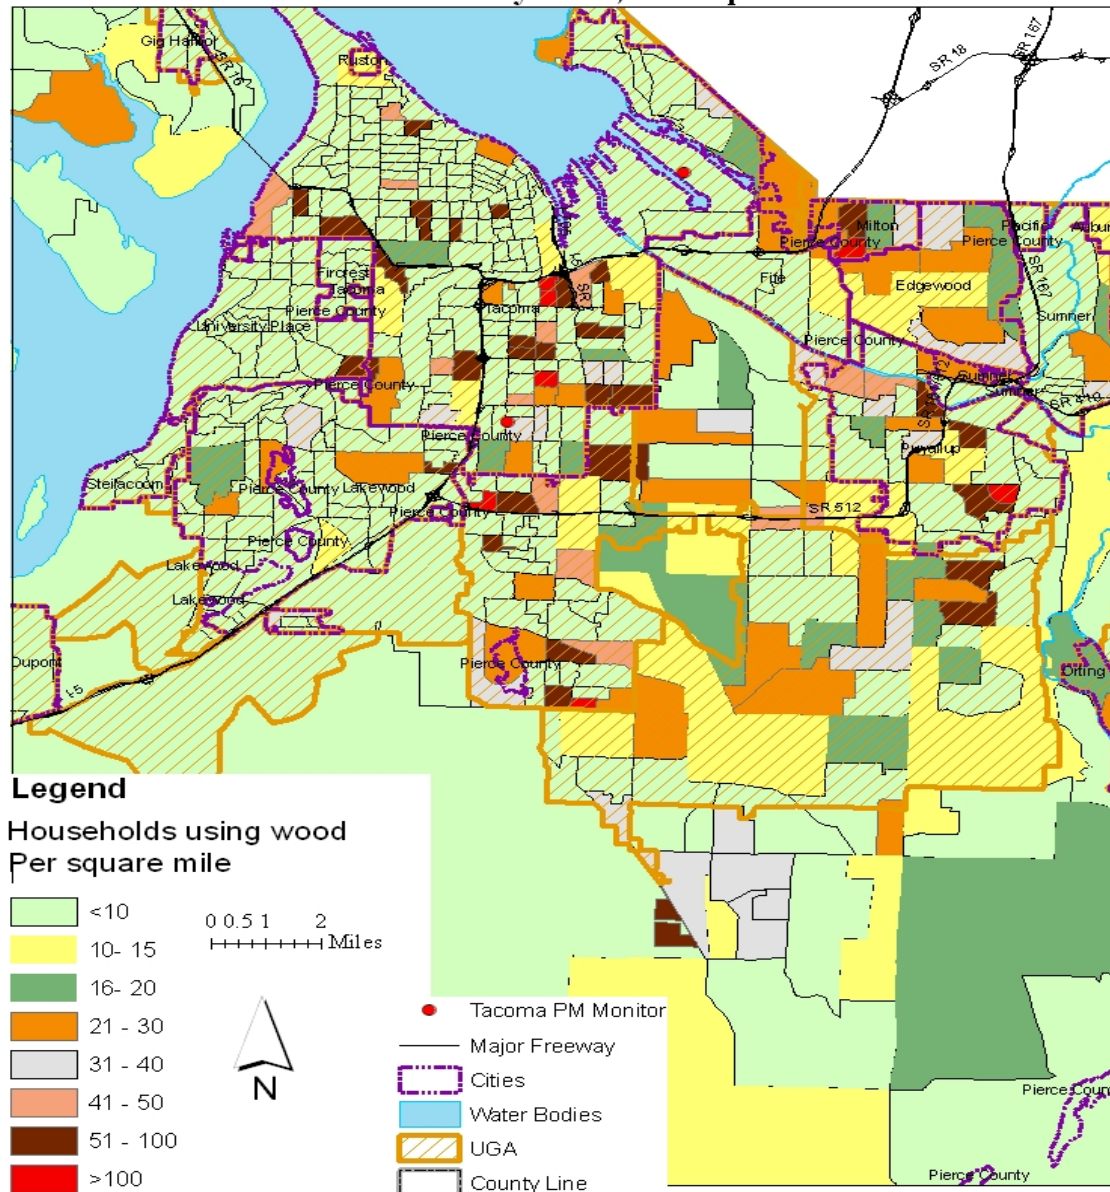 Gig Harbor
SR 16
Ruston
SR 18
SR 167
Milton
Pacific
Pierce County
Pierce County
Auburn
Fircrest
Tacoma
Fife
Edgewood
SR 167
Pierce County
Tacoma
SR 7
University Place
Sumner
Pierce County
Pierce County
Sumner
Sumner
SR 410
Pierce County
Puyallup
Steilacoom
Pierce County
Lakewood
Pierce County
SR 512
Pierce County
Lakewood
Lakewood
Dupont
Pierce County
Orting
I-5
Legend
Households using wood
Per square mile
<10
10- 15
16- 20
21 - 30
31 - 40
41 - 50
51 - 100
>100
0 0.5 1 2
Miles
N
Tacoma PM Monitor
Major Freeway
Cities
Water Bodies
UGA
County Line
Pierce Coun
Pierce County